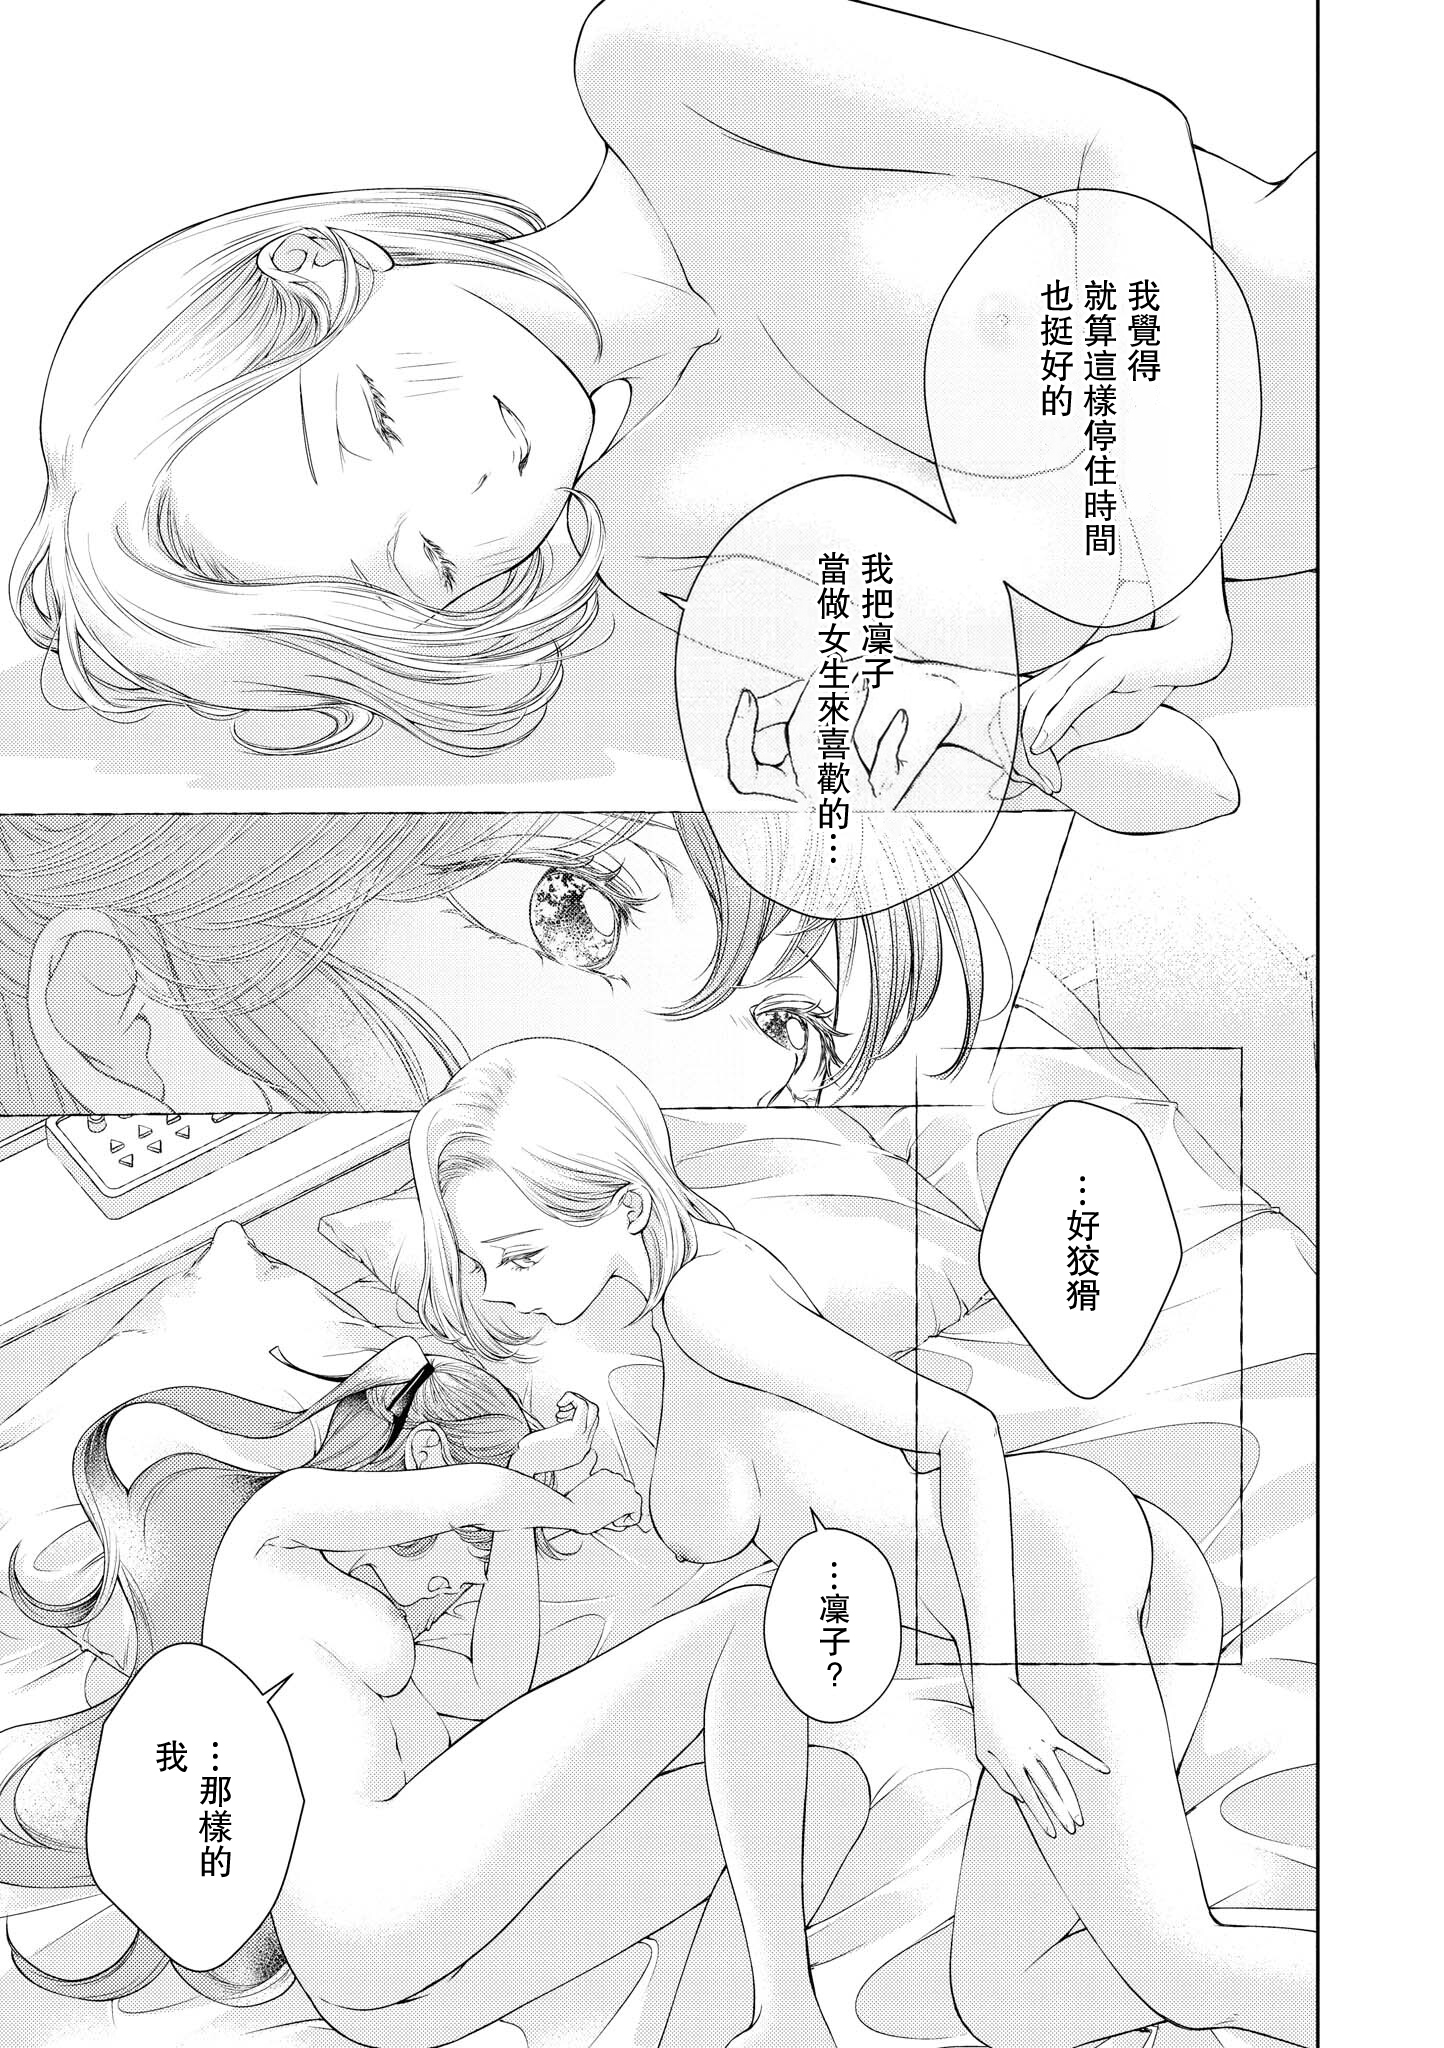 我覺得
就算這樣停住時間
也挺好的
我把凜子
當做女生來喜歡的…
…好狡猾
…凜子?
…那樣的
我